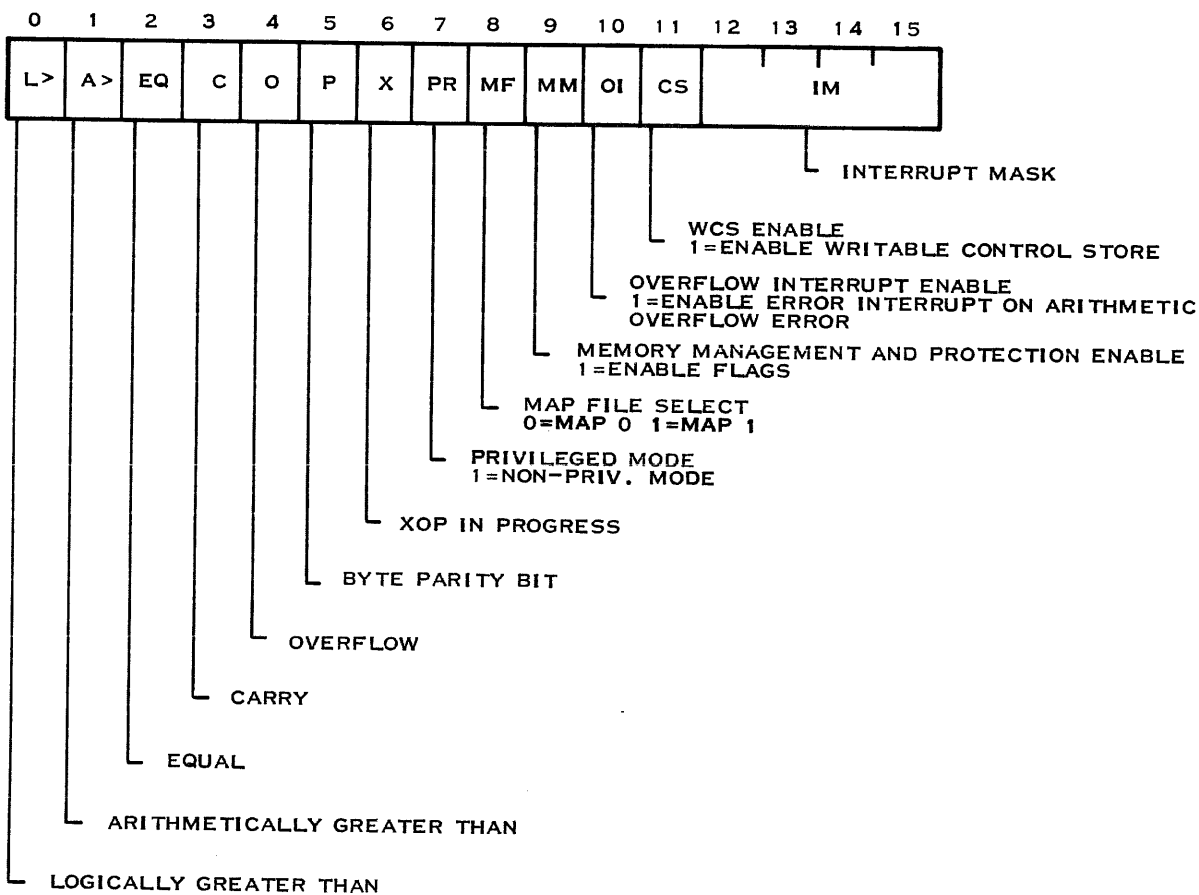 0 1 2 3 4 5 6 7 8 9 10 11 12 13 14 15
L> A> EQ C O P X PR MF MM OI CS IM
INTERRUPT MASK
WCS ENABLE
1=ENABLE WRITABLE CONTROL STORE
OVERFLOW INTERRUPT ENABLE
1=ENABLE ERROR INTERRUPT ON ARITHMETIC
OVERFLOW ERROR
MEMORY MANAGEMENT AND PROTECTION ENABLE
1=ENABLE FLAGS
MAP FILE SELECT
0=MAP 0 1=MAP 1
PRIVILEGED MODE
1=NON-PRIV. MODE
XOP IN PROGRESS
BYTE PARITY BIT
OVERFLOW
CARRY
EQUAL
ARITHMETICALLY GREATER THAN
LOGICALLY GREATER THAN